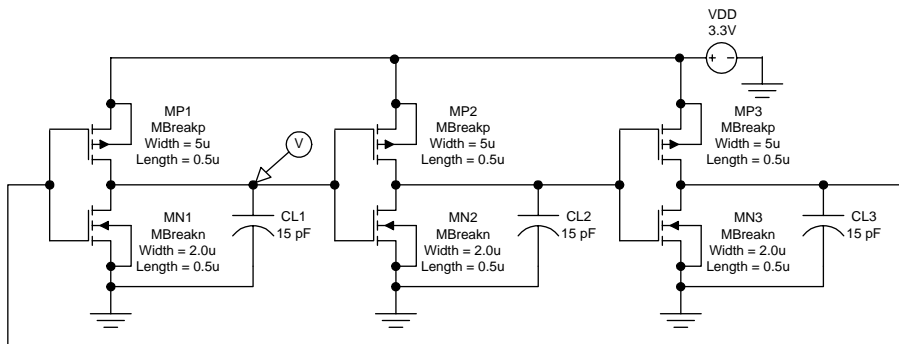 VDD
3.3V
+ -
MP1
MBreakp
Width = 5u
Length = 0.5u
MP2
MBreakp
Width = 5u
Length = 0.5u
MP3
MBreakp
Width = 5u
Length = 0.5u
V
MN1
MBreakn
Width = 2.0u
Length = 0.5u
CL1
15 pF
MN2
MBreakn
Width = 2.0u
Length = 0.5u
CL2
15 pF
MN3
MBreakn
Width = 2.0u
Length = 0.5u
CL3
15 pF